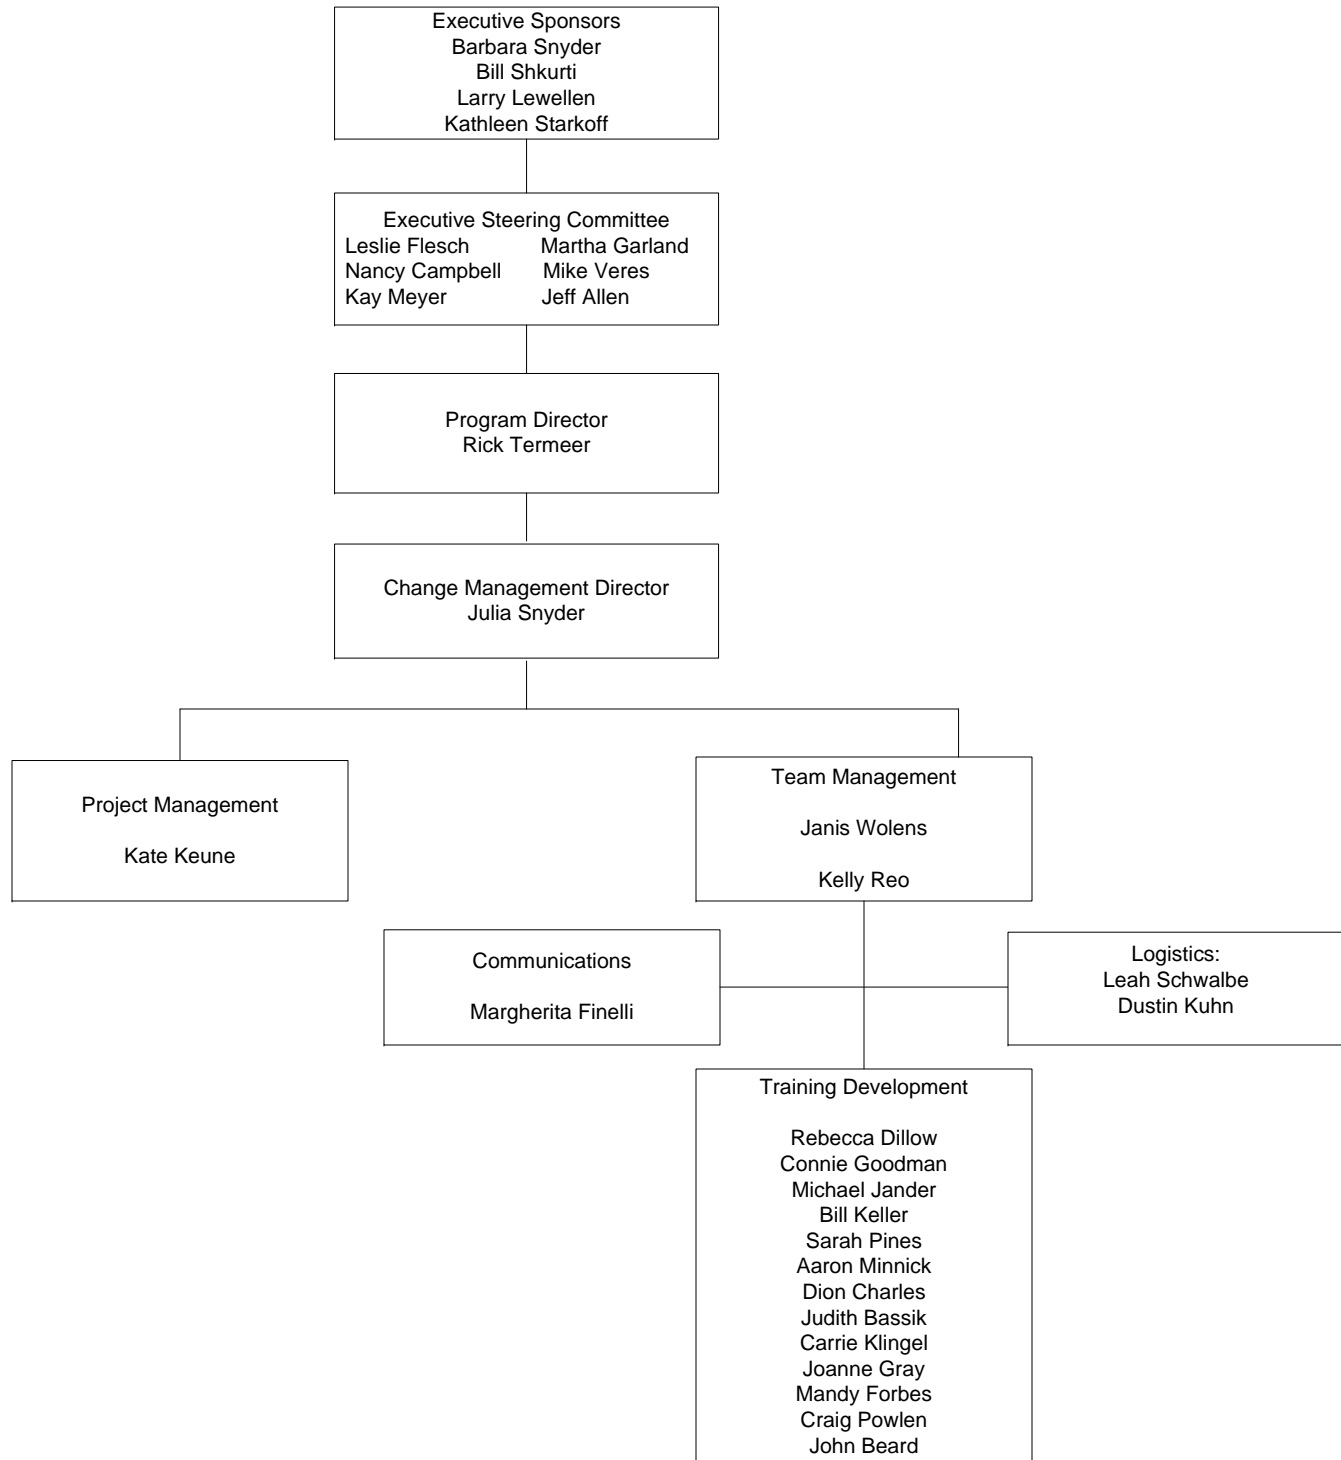 Executive Sponsors
Barbara Snyder
Bill Shkurti
Larry Lewellen
Kathleen Starkoff
Executive Steering Committee
Leslie Flesch Martha Garland
Nancy Campbell Mike Veres
Kay Meyer Jeff Allen
Program Director
Rick Termeer
Change Management Director
Julia Snyder
Project Management
Kate Keune
Team Management
Janis Wolens
Kelly Reo
Communications
Margherita Finelli
Logistics:
Leah Schwalbe
Dustin Kuhn
Training Development
Rebecca Dillow
Connie Goodman
Michael Jander
Bill Keller
Sarah Pines
Aaron Minnick
Dion Charles
Judith Bassik
Carrie Klingel
Joanne Gray
Mandy Forbes
Craig Powlen
John Beard